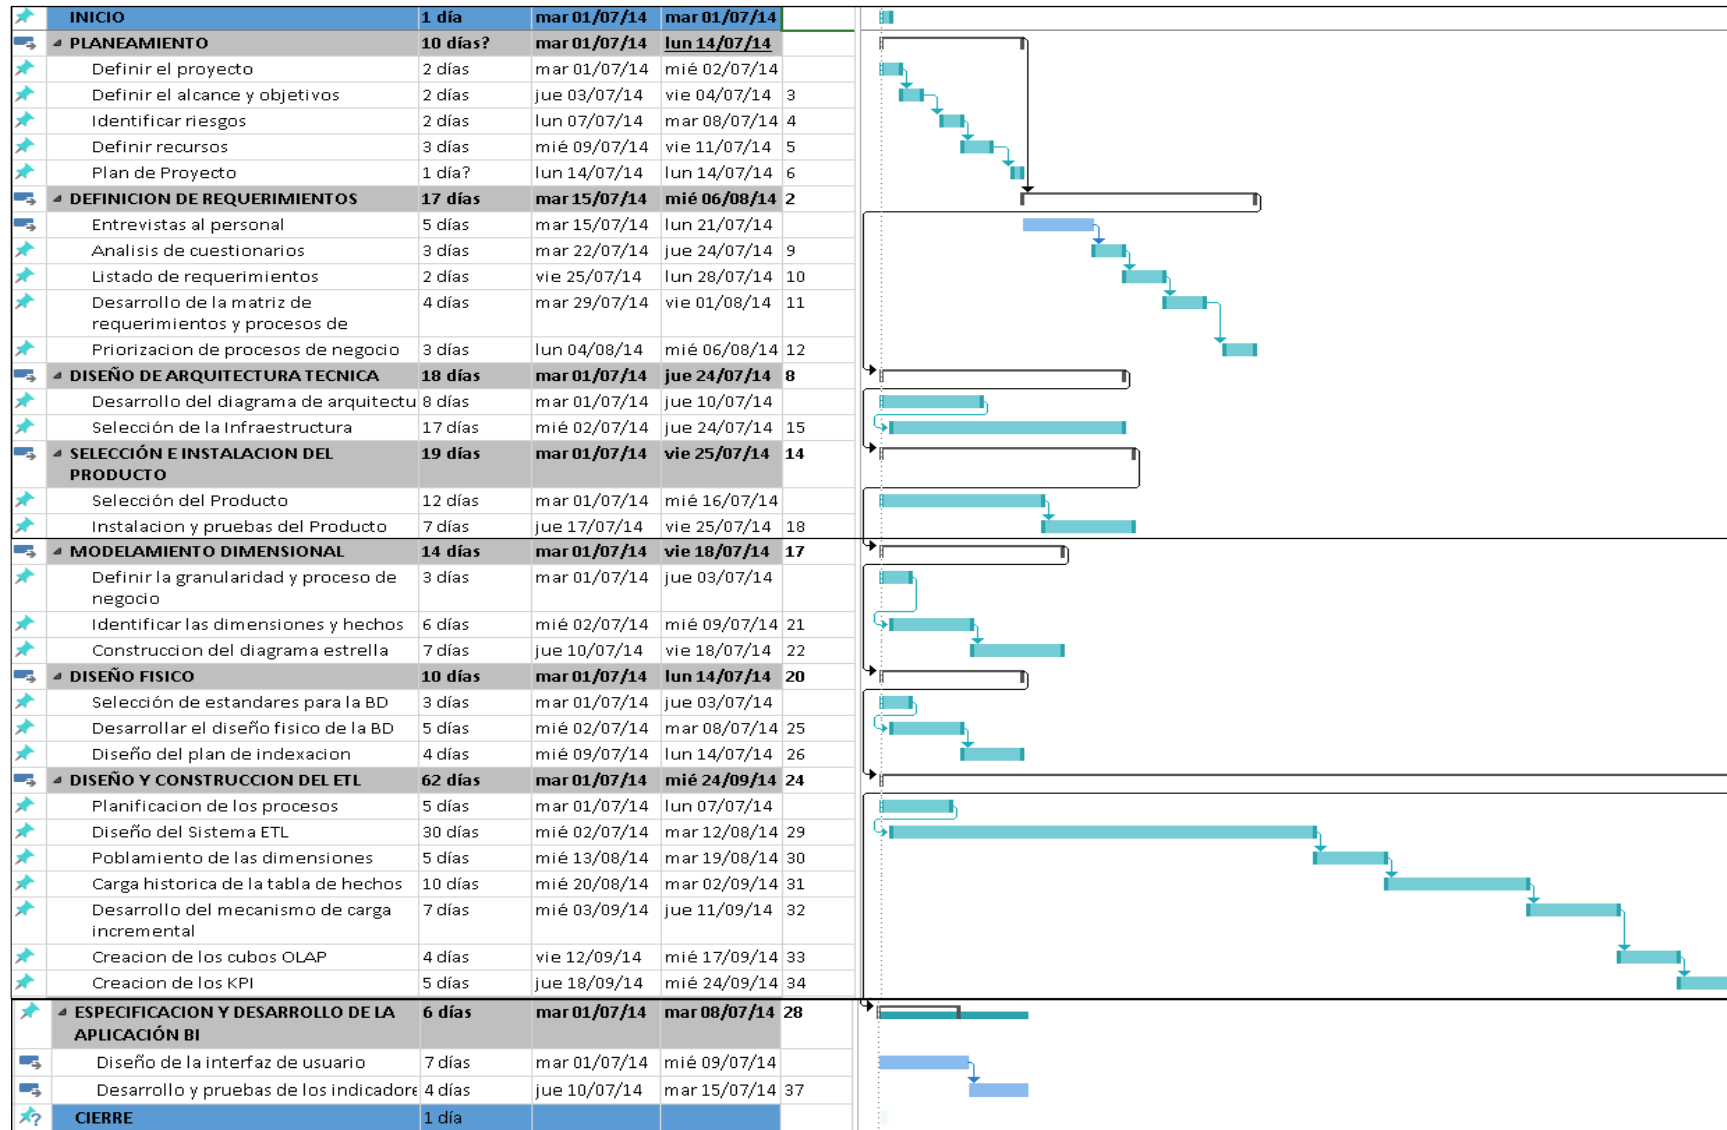 INICIO 1 día mar 01/07/14 mar 01/07/14
PLANEAMIENTO 10 días? mar 01/07/14 lun 14/07/14
Definir el proyecto 2 días mar 01/07/14 mié 02/07/14
Definir el alcance y objetivos 2 días jue 03/07/14 vie 04/07/14 3
Identificar riesgos 2 días lun 07/07/14 mar 08/07/14 4
Definir recursos 3 días mié 09/07/14 vie 11/07/14 5
Plan de Proyecto 1 día? lun 14/07/14 lun 14/07/14 6
DEFINICION DE REQUERIMIENTOS 17 días mar 15/07/14 mié 06/08/14 2
Entrevistas al personal 5 días mar 15/07/14 lun 21/07/14
Analisis de cuestionarios 3 días mar 22/07/14 jue 24/07/14 9
Listado de requerimientos 2 días vie 25/07/14 lun 28/07/14 10
Desarrollo de la matriz de 4 días mar 29/07/14 vie 01/08/14 11
requerimientos y procesos de
Priorizacion de procesos de negocio 3 días lun 04/08/14 mié 06/08/14 12
DISEÑO DE ARQUITECTURA TECNICA 18 días mar 01/07/14 jue 24/07/14 8
Desarrollo del diagrama de arquitectu 8 días mar 01/07/14 jue 10/07/14
Selección de la Infraestructura 17 días mié 02/07/14 jue 24/07/14 15
SELECCIÓN E INSTALACION DEL 19 días mar 01/07/14 vie 25/07/14 14
PRODUCTO
Selección del Producto 12 días mar 01/07/14 mié 16/07/14
Instalacion y pruebas del Producto 7 días jue 17/07/14 vie 25/07/14 18
MODELAMIENTO DIMENSIONAL 14 días mar 01/07/14 vie 18/07/14 17
Definir la granularidad y proceso de 3 días mar 01/07/14 jue 03/07/14
negocio
Identificar las dimensiones y hechos 6 días mié 02/07/14 mié 09/07/14 21
Construccion del diagrama estrella 7 días jue 10/07/14 vie 18/07/14 22
DISEÑO FISICO 10 días mar 01/07/14 lun 14/07/14 20
Selección de estandares para la BD 3 días mar 01/07/14 jue 03/07/14
Desarrollar el diseño fisico de la BD 5 días mié 02/07/14 mar 08/07/14 25
Diseño del plan de indexacion 4 días mié 09/07/14 lun 14/07/14 26
DISEÑO Y CONSTRUCCION DEL ETL 62 días mar 01/07/14 mié 24/09/14 24
Planificacion de los procesos 5 días mar 01/07/14 lun 07/07/14
Diseño del Sistema ETL 30 días mié 02/07/14 mar 12/08/14 29
Poblamiento de las dimensiones 5 días mié 13/08/14 mar 19/08/14 30
Carga historica de la tabla de hechos 10 días mié 20/08/14 mar 02/09/14 31
Desarrollo del mecanismo de carga 7 días mié 03/09/14 jue 11/09/14 32
incremental
Creacion de los cubos OLAP 4 días vie 12/09/14 mié 17/09/14 33
Creacion de los KPI 5 días jue 18/09/14 mié 24/09/14 34
ESPECIFICACION Y DESARROLLO DE LA 6 días mar 01/07/14 mar 08/07/14 28
APLICACIÓN BI
Diseño de la interfaz de usuario 7 días mar 01/07/14 mié 09/07/14
Desarrollo y pruebas de los indicadore 4 días jue 10/07/14 mar 15/07/14 37
CIERRE 1 día